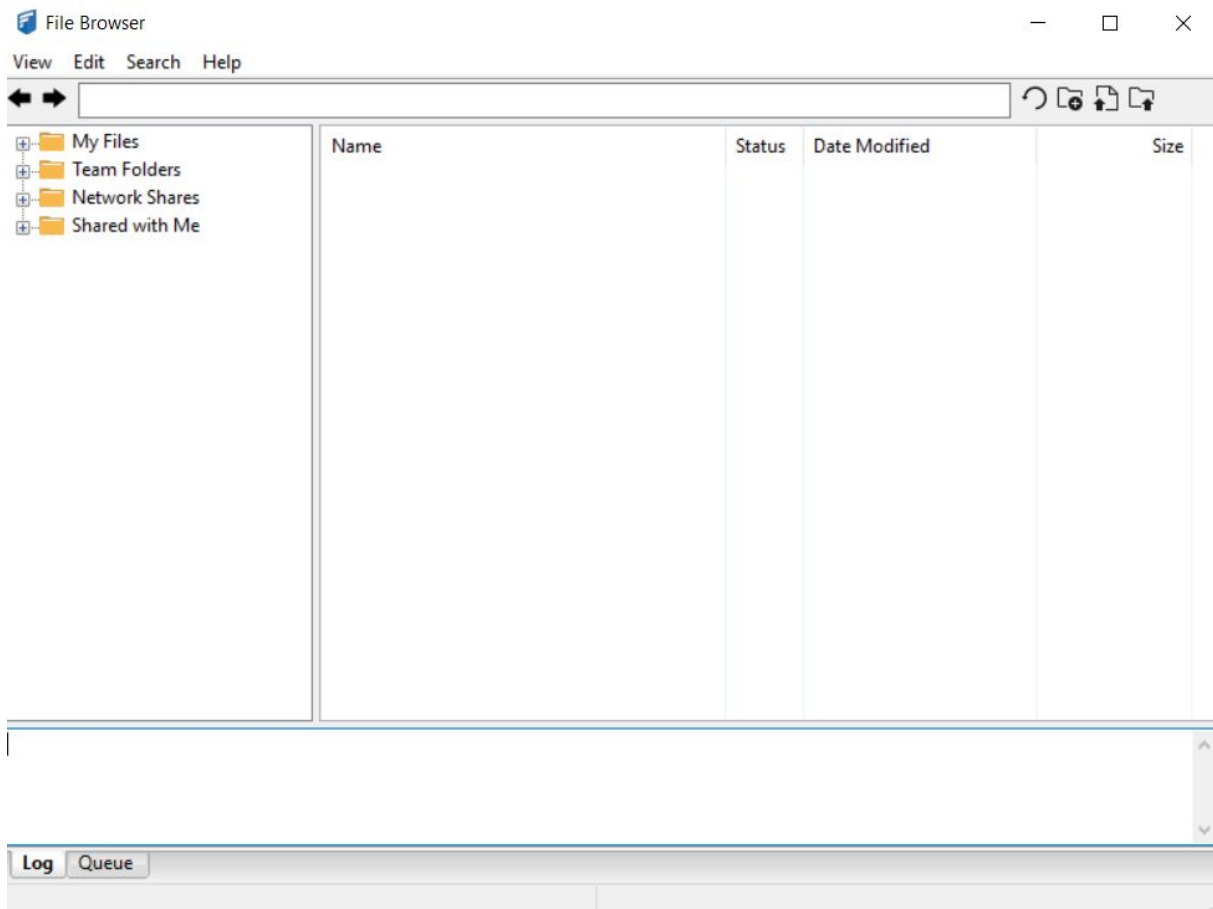 File Browser
View Edit Search Help
My Files
Team Folders
Network Shares
Shared with Me
Name Status Date Modified Size
Log Queue